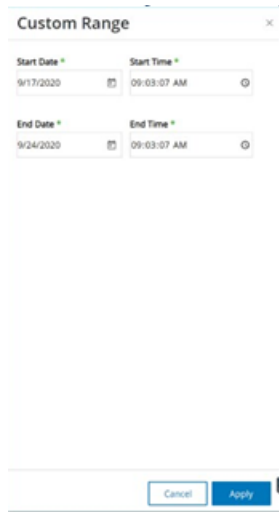 Custom Range
Start Date * Start Time *
9/17/2020 09:03:07 AM
End Date * End Time *
9/24/2020 09:03:07 AM
Cancel Apply